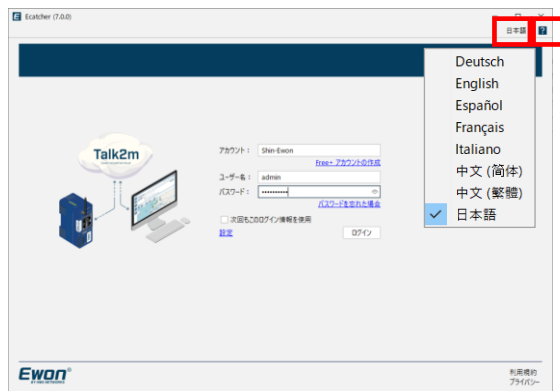 Ecatcher (7.0.0)
日本語 ?
Deutsch
English
Español
Français
Italiano
中文 (简体)
中文 (繁體)
日本語
Talk2m
アカウント： Shin-Ewon
Free+ アカウントの作成
ユーザー名： admin
パスワード： ••••••••••
パスワードを忘れた場合
次回もこのログイン情報を使用
設定
ログイン
Ewon®
BY HMS NETWORKS
利用規約
プライバシー